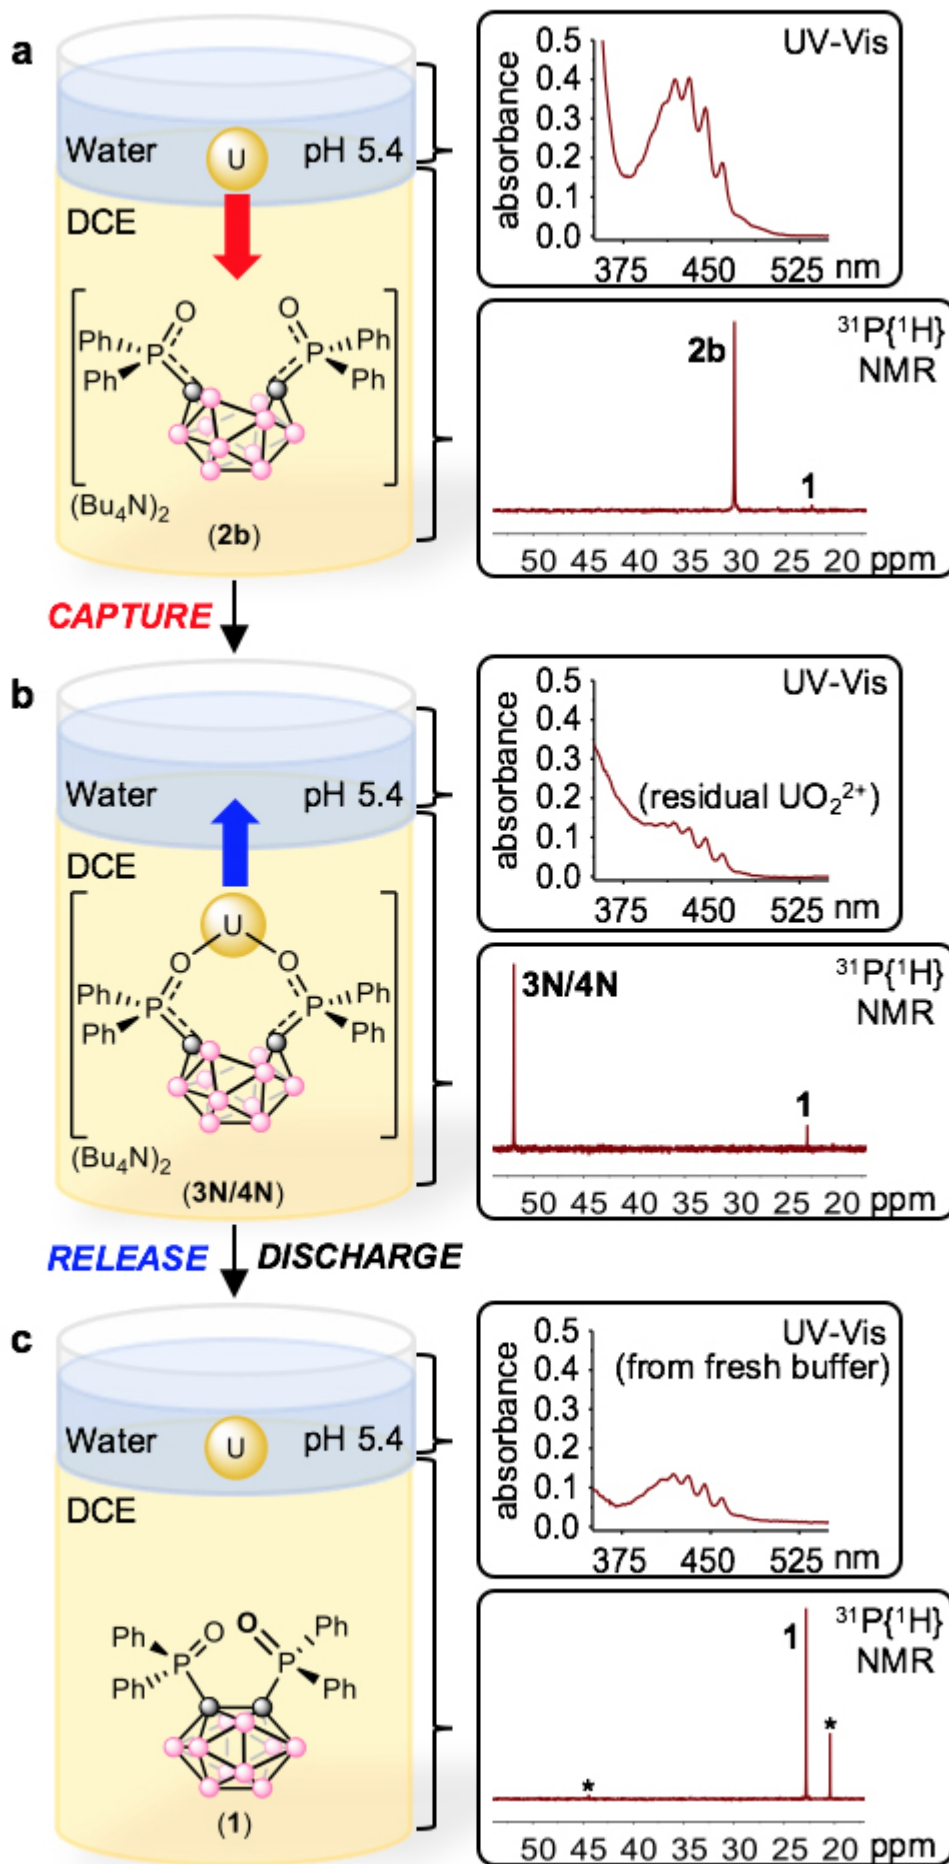 a
Water
U
pH 5.4
DCE
O
O
Ph
P
P
Ph
Ph
Ph
(Bu₄N)₂
(2b)
UV-Vis
absorbance
0.5
0.4
0.3
0.2
0.1
0.0
375 450 525 nm
³¹P{¹H}
NMR
2b
1
50 45 40 35 30 25 20 ppm
CAPTURE
b
Water
pH 5.4
DCE
U
O
O
Ph
P
P
Ph
Ph
Ph
(Bu₄N)₂
(3N/4N)
UV-Vis
absorbance
0.5
0.4
0.3
0.2
0.1
0.0
(residual UO₂²⁺)
375 450 525 nm
³¹P{¹H}
NMR
3N/4N
1
50 45 40 35 30 25 20 ppm
RELEASE DISCHARGE
c
Water
U
pH 5.4
DCE
Ph
O
O
Ph
P
P
Ph
Ph
(1)
UV-Vis
(from fresh buffer)
absorbance
0.5
0.4
0.3
0.2
0.1
0.0
375 450 525 nm
³¹P{¹H}
NMR
1
*
*
50 45 40 35 30 25 20 ppm